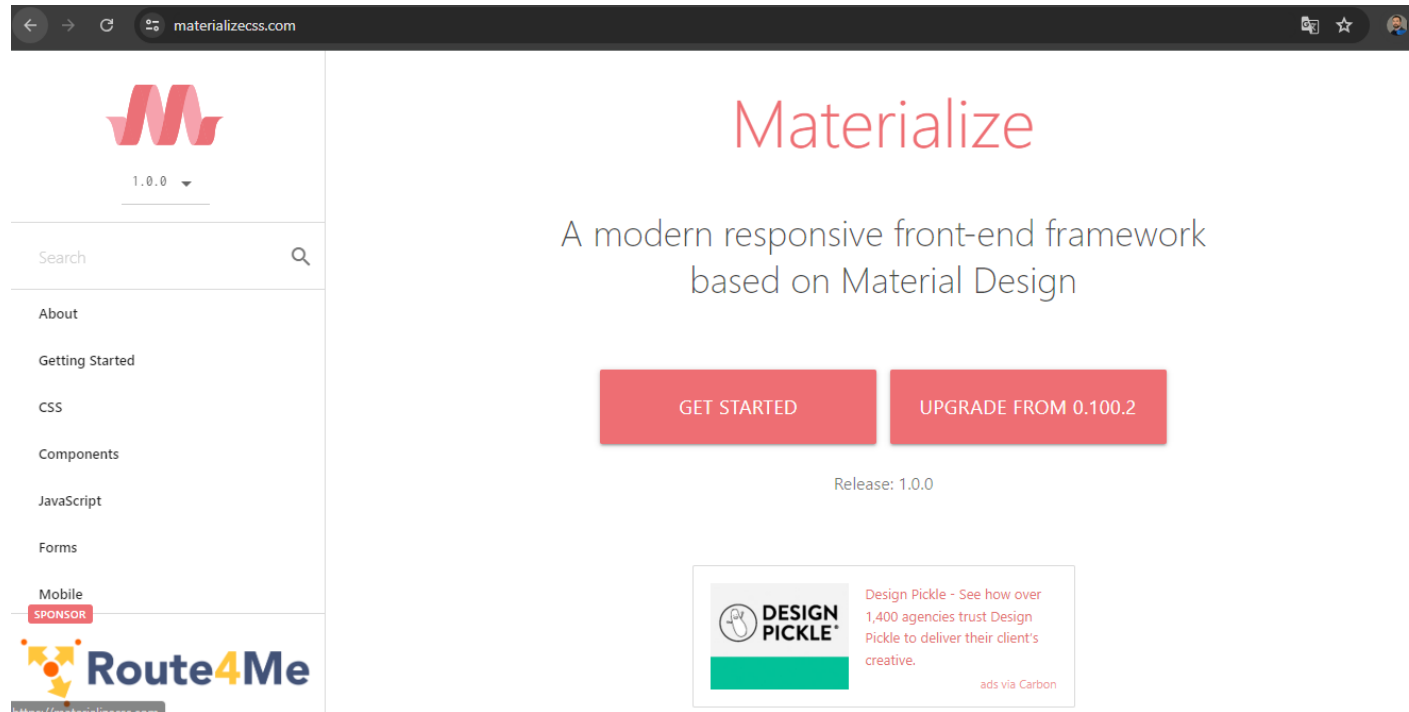 materializecss.com
1.0.0
Search
About
Getting Started
CSS
Components
JavaScript
Forms
Mobile
SPONSOR
Route4Me
https://materializecss.com
Materialize
A modern responsive front-end framework
based on Material Design
GET STARTED
UPGRADE FROM 0.100.2
Release: 1.0.0
DESIGN
PICKLE
Design Pickle - See how over
1,400 agencies trust Design
Pickle to deliver their client's
creative.
ads via Carbon